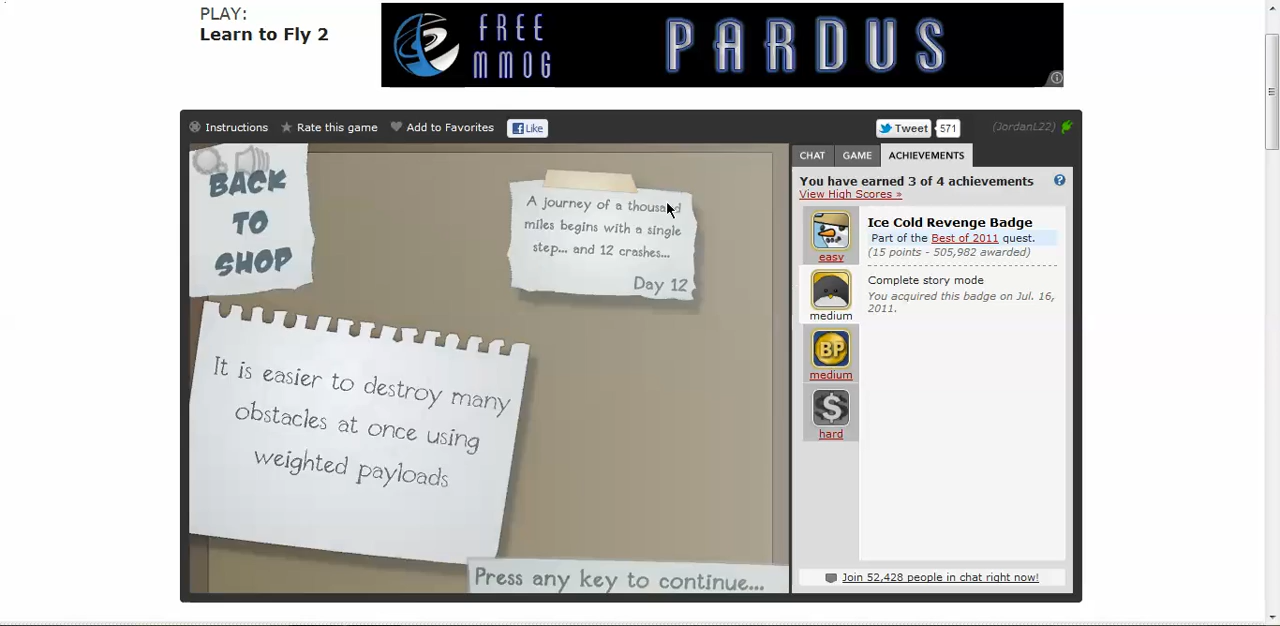 PLAY:
Learn to Fly 2
FREE
MMOG
PARDUS
Instructions
Rate this game
Add to Favorites
Like
Tweet
571
(JordanL22)
CHAT
GAME
ACHIEVEMENTS
BACK
TO
SHOP
A journey of a thousand
miles begins with a single
step... and 12 crashes...
Day 12
It is easier to destroy many
obstacles at once using
weighted payloads
Press any key to continue...
You have earned 3 of 4 achievements
View High Scores »
easy
medium
BP
medium
$
hard
Ice Cold Revenge Badge
Part of the Best of 2011 quest.
(15 points - 505,982 awarded)
Complete story mode
You acquired this badge on Jul. 16,
2011.
Join 52,428 people in chat right now!